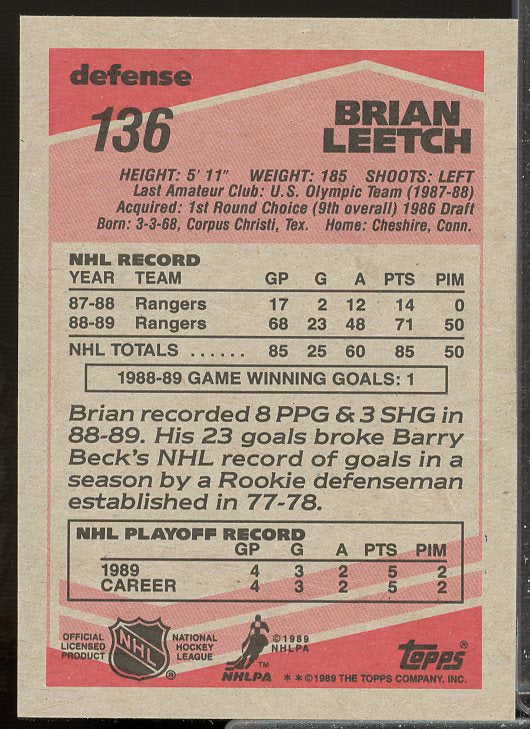 defense
136
BRIAN
LEETCH
HEIGHT: 5' 11" WEIGHT: 185 SHOOTS: LEFT
Last Amateur Club: U.S. Olympic Team (1987-88)
Acquired: 1st Round Choice (9th overall) 1986 Draft
Born: 3-3-68, Corpus Christi, Tex. Home: Cheshire, Conn.
NHL RECORD
YEAR TEAM GP G A PTS PIM
87-88 Rangers 17 2 12 14 0
88-89 Rangers 68 23 48 71 50
NHL TOTALS ...... 85 25 60 85 50
1988-89 GAME WINNING GOALS: 1
Brian recorded 8 PPG & 3 SHG in
88-89. His 23 goals broke Barry
Beck's NHL record of goals in a
season by a Rookie defenseman
established in 77-78.
NHL PLAYOFF RECORD
GP G A PTS PIM
1989 4 3 2 5 2
CAREER 4 3 2 5 2
OFFICIAL
LICENSED
PRODUCT
NHL
®
NATIONAL
HOCKEY
LEAGUE
©1989
NHLPA
TM
NHLPA
TOPPS
®
**©1989 THE TOPPS COMPANY, INC.